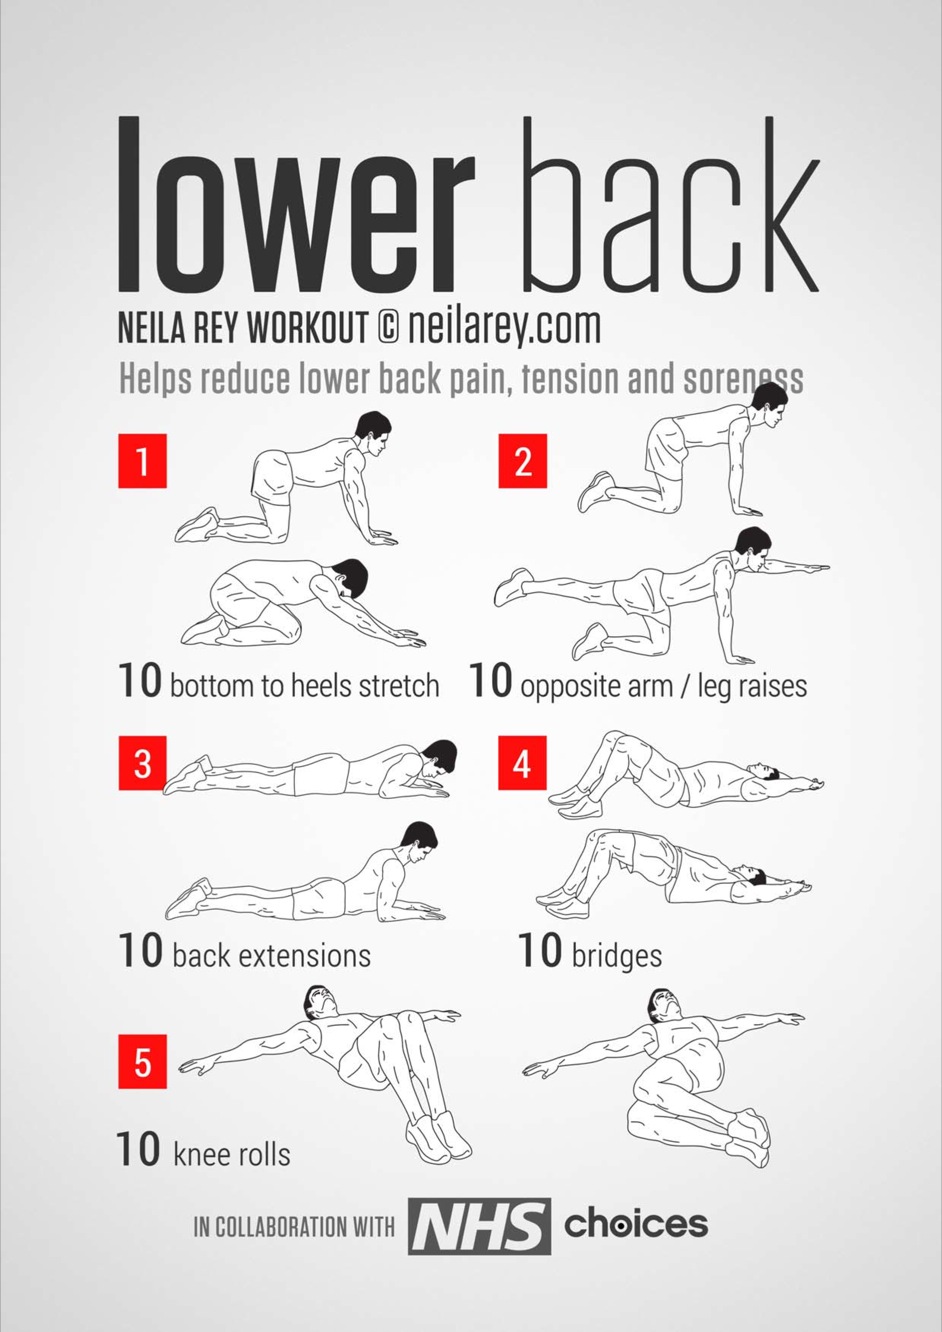 lower back
NEILA REY WORKOUT © neilarey.com
Helps reduce lower back pain, tension and soreness
1
2
10 bottom to heels stretch
10 opposite arm / leg raises
3
4
10 back extensions
10 bridges
5
10 knee rolls
IN COLLABORATION WITH NHS choices